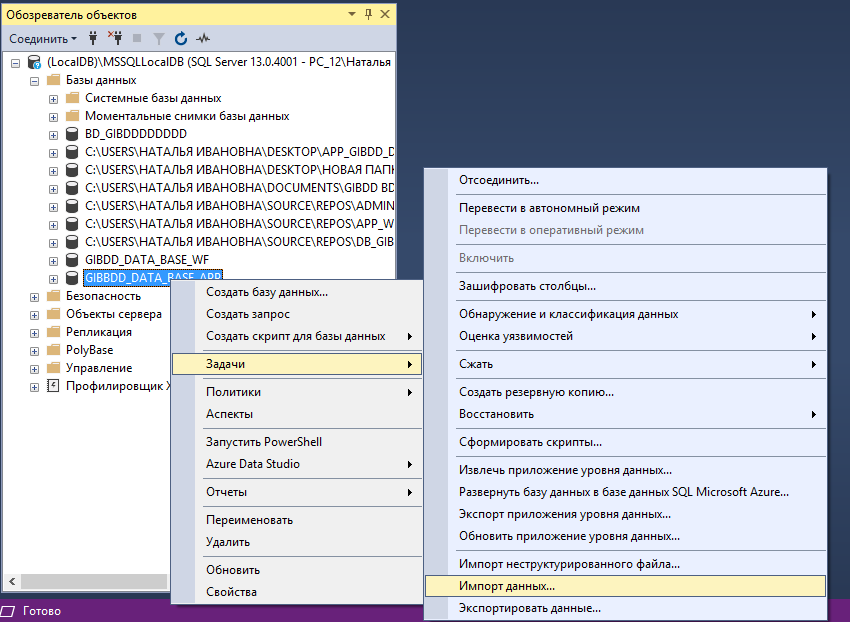 Обозреватель объектов
Соединить
(LocalDB)\MSSQLLocalDB (SQL Server 13.0.4001 - PC_12\Наталья
Базы данных
Системные базы данных
Моментальные снимки базы данных
BD_GIBDDDDDDDD
C:\USERS\НАТАЛЬЯ ИВАНОВНА\DESKTOP\APP_GIBDD_D
C:\USERS\НАТАЛЬЯ ИВАНОВНА\DESKTOP\НОВАЯ ПАПК
C:\USERS\НАТАЛЬЯ ИВАНОВНА\DOCUMENTS\GIBDD BD
C:\USERS\НАТАЛЬЯ ИВАНОВНА\SOURCE\REPOS\ADMIN
C:\USERS\НАТАЛЬЯ ИВАНОВНА\SOURCE\REPOS\APP_W
C:\USERS\НАТАЛЬЯ ИВАНОВНА\SOURCE\REPOS\DB_GIB
GIBDD_DATA_BASE_WF
GIBBDD_DATA_BASE_APP
Безопасность
Объекты сервера
Репликация
PolyBase
Управление
Профилировщик X
Создать базу данных...
Создать запрос
Создать скрипт для базы данных
Задачи
Политики
Аспекты
Запустить PowerShell
Azure Data Studio
Отчеты
Переименовать
Удалить
Обновить
Свойства
Отсоединить...
Перевести в автономный режим
Перевести в оперативный режим
Включить
Зашифровать столбцы...
Обнаружение и классификация данных
Оценка уязвимостей
Сжать
Создать резервную копию...
Восстановить
Сформировать скрипты...
Извлечь приложение уровня данных...
Развернуть базу данных в базе данных SQL Microsoft Azure...
Экспорт приложения уровня данных...
Обновить приложение уровня данных...
Импорт неструктурированного файла...
Импорт данных...
Экспортировать данные...
Готово